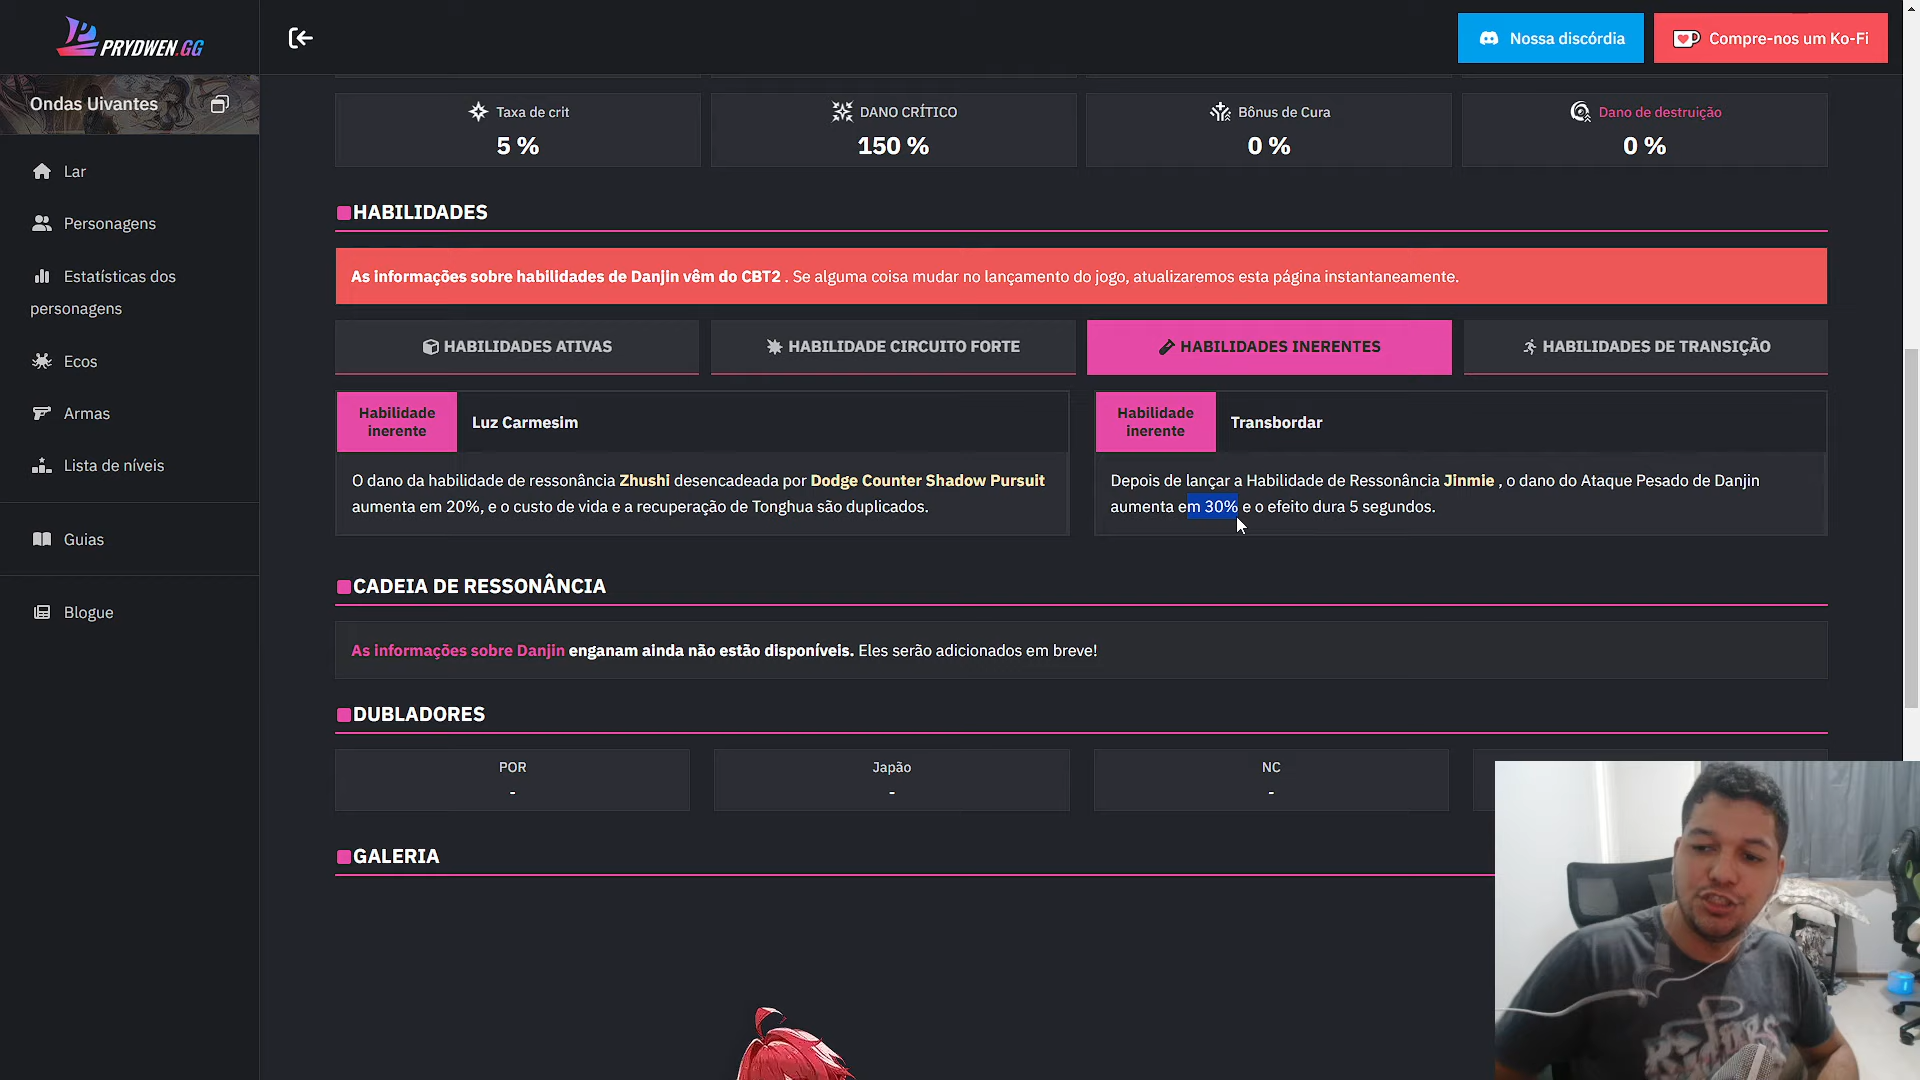 PRYDWEN.GG
Nossa discórdia
Compre-nos um Ko-Fi
Ondas Uivantes
Lar
Personagens
Estatísticas dos
personagens
Ecos
Armas
Lista de níveis
Guias
Blogue
Taxa de crit
5 %
DANO CRÍTICO
150 %
Bônus de Cura
0 %
Dano de destruição
0 %
HABILIDADES
As informações sobre habilidades de Danjin vêm do CBT2 . Se alguma coisa mudar no lançamento do jogo, atualizaremos esta página instantaneamente.
HABILIDADES ATIVAS
HABILIDADE CIRCUITO FORTE
HABILIDADES INERENTES
HABILIDADES DE TRANSIÇÃO
Habilidade
inerente
Luz Carmesim
O dano da habilidade de ressonância Zhushi desencadeada por Dodge Counter Shadow Pursuit
aumenta em 20%, e o custo de vida e a recuperação de Tonghua são duplicados.
Habilidade
inerente
Transbordar
Depois de lançar a Habilidade de Ressonância Jinmie , o dano do Ataque Pesado de Danjin
aumenta em 30% e o efeito dura 5 segundos.
CADEIA DE RESSONÂNCIA
As informações sobre Danjin enganam ainda não estão disponíveis. Eles serão adicionados em breve!
DUBLADORES
POR
-
Japão
-
NC
-
GALERIA